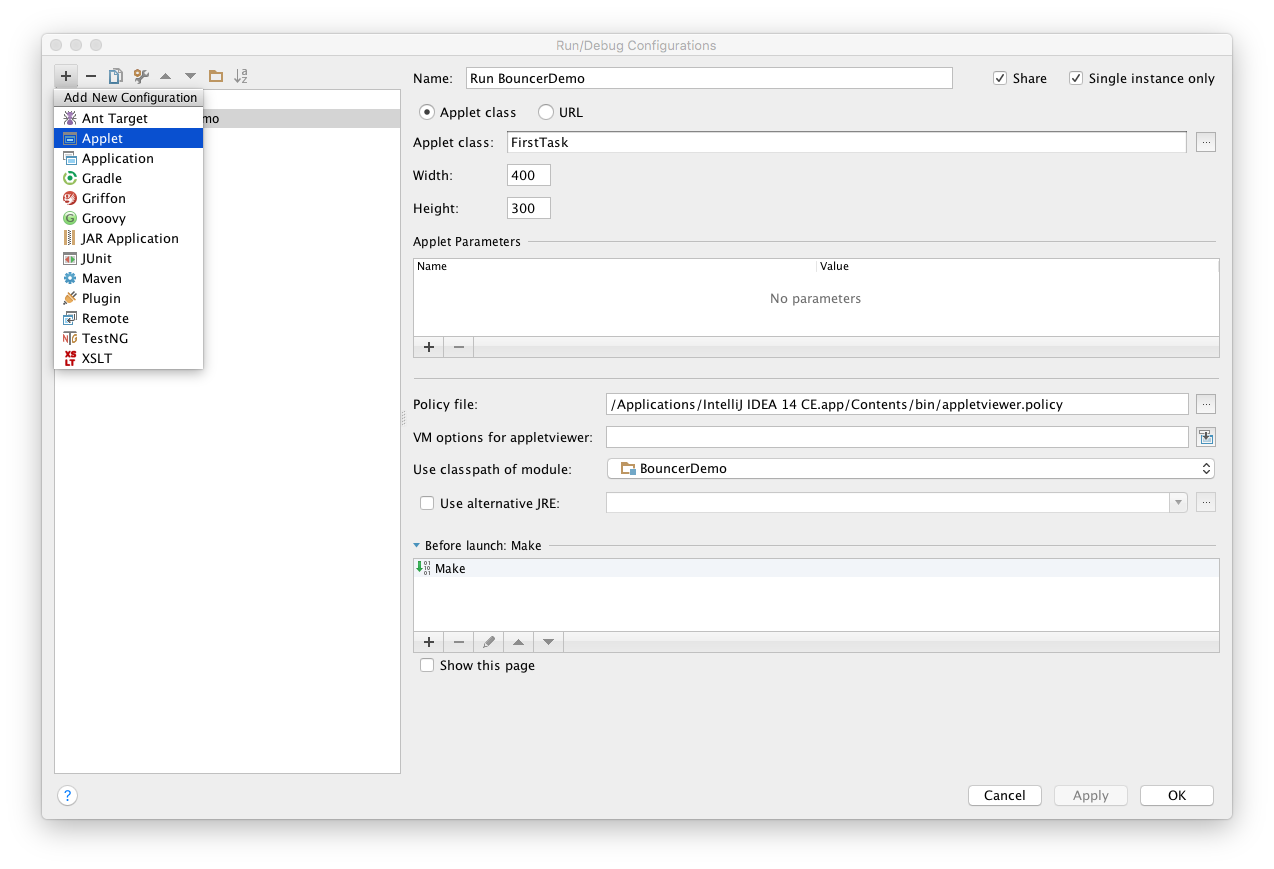 Run/Debug Configurations
Add New Configuration
Ant Target
mo
Applet
Application
Gradle
Griffon
Groovy
JAR Application
JUnit
Maven
Plugin
Remote
TestNG
XSLT
Name: Run BouncerDemo Share Single instance only
Applet class URL
Applet class: FirstTask
Width: 400
Height: 300
Applet Parameters
Name Value
No parameters
Policy file: /Applications/IntelliJ IDEA 14 CE.app/Contents/bin/appletviewer.policy
VM options for appletviewer:
Use classpath of module: BouncerDemo
Use alternative JRE:
Before launch: Make
Make
Show this page
? Cancel Apply OK